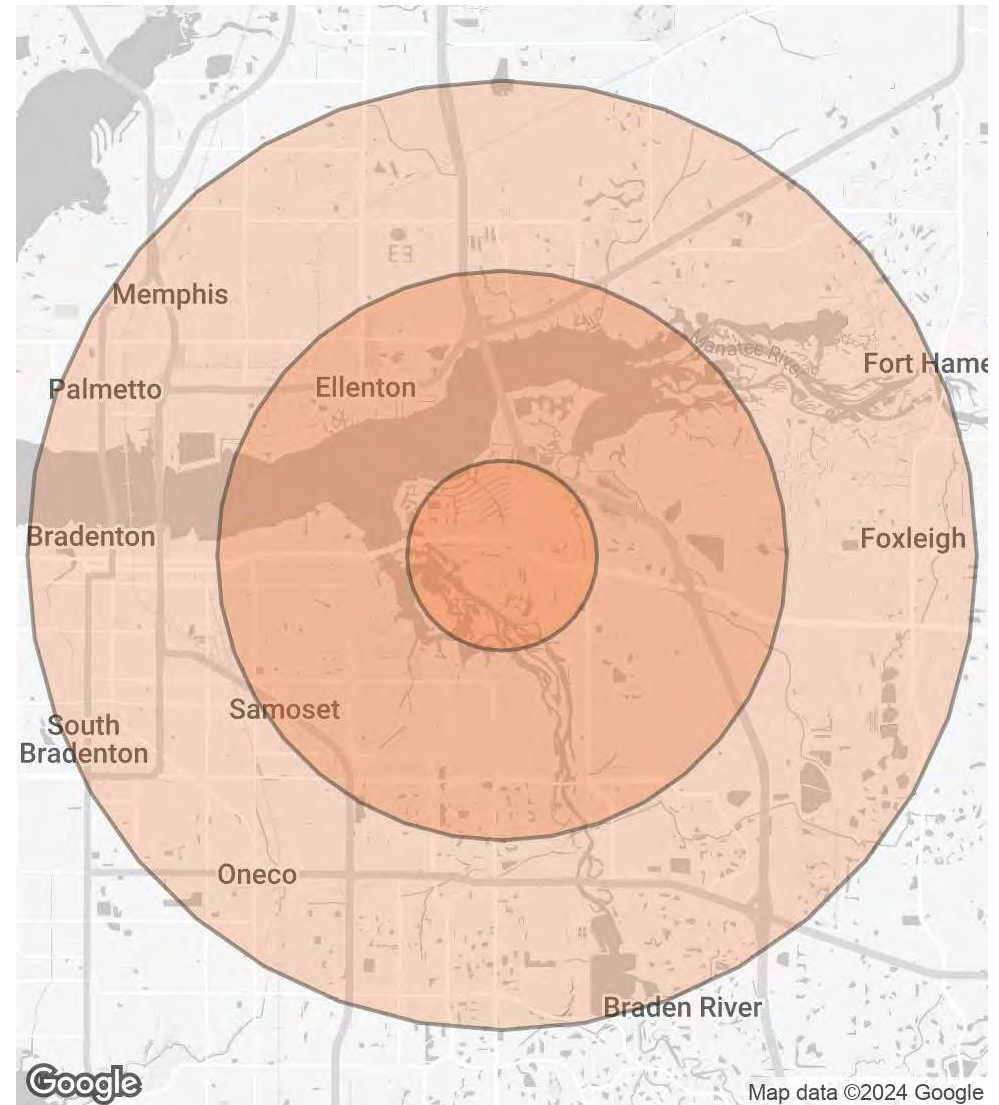 Memphis
Manatee River
Fort Hame
Palmetto
Ellenton
Bradenton
Foxleigh
Samoset
South
Bradenton
Oneco
Braden River
Google
Map data ©2024 Google